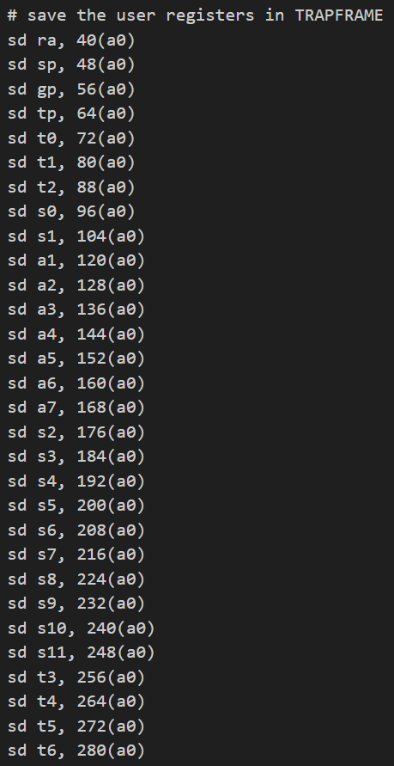 # save the user registers in TRAPFRAME
sd ra, 40(a0)
sd sp, 48(a0)
sd gp, 56(a0)
sd tp, 64(a0)
sd t0, 72(a0)
sd t1, 80(a0)
sd t2, 88(a0)
sd s0, 96(a0)
sd s1, 104(a0)
sd a1, 120(a0)
sd a2, 128(a0)
sd a3, 136(a0)
sd a4, 144(a0)
sd a5, 152(a0)
sd a6, 160(a0)
sd a7, 168(a0)
sd s2, 176(a0)
sd s3, 184(a0)
sd s4, 192(a0)
sd s5, 200(a0)
sd s6, 208(a0)
sd s7, 216(a0)
sd s8, 224(a0)
sd s9, 232(a0)
sd s10, 240(a0)
sd s11, 248(a0)
sd t3, 256(a0)
sd t4, 264(a0)
sd t5, 272(a0)
sd t6, 280(a0)